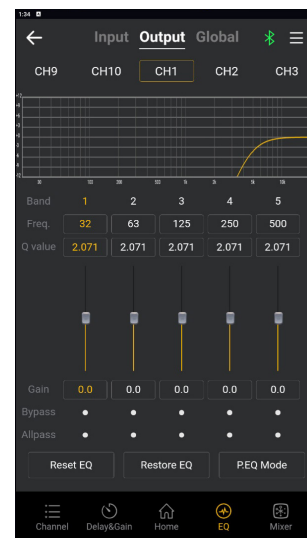 1:34
Input Output Global
CH9 CH10 CH1 CH2 CH3
Band 1 2 3 4 5
Freq. 32 63 125 250 500
Q value 2.071 2.071 2.071 2.071 2.071
Gain 0.0 0.0 0.0 0.0 0.0
Bypass
Allpass
Reset EQ Restore EQ P.EQ Mode
Channel Delay&Gain Home EQ Mixer